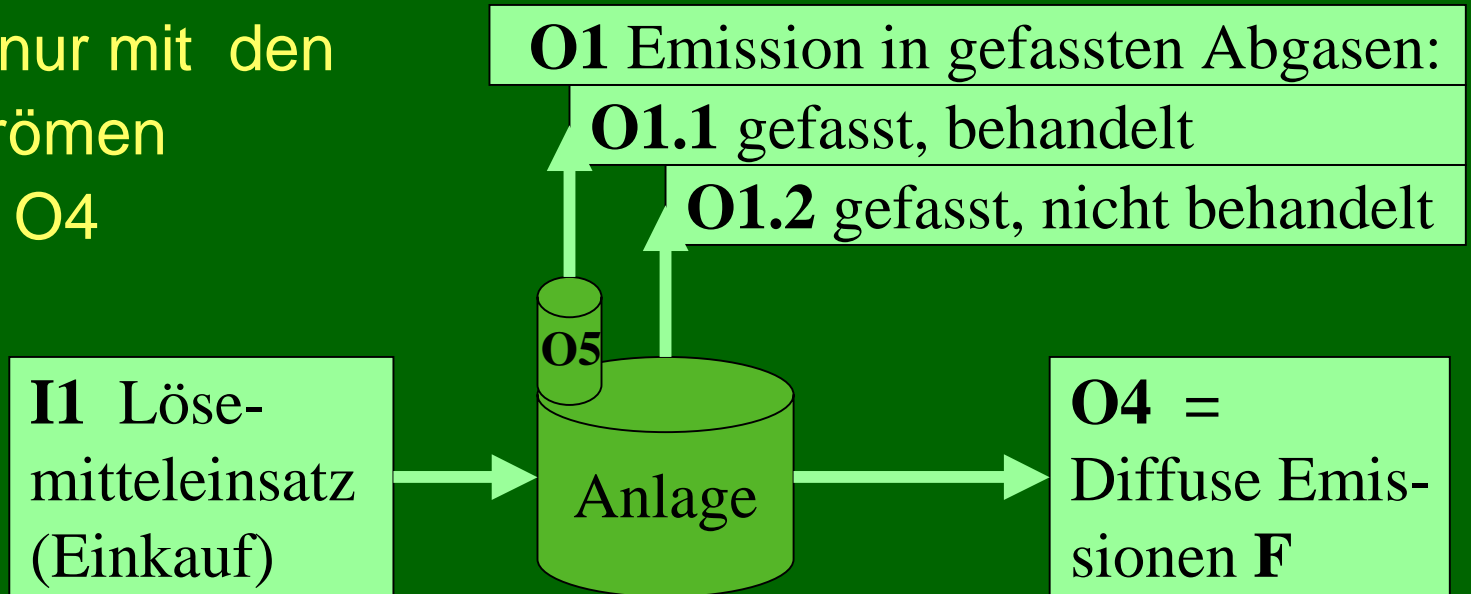 nur mit den
römen
O4
O1 Emission in gefassten Abgasen:
O1.1 gefasst, behandelt
O1.2 gefasst, nicht behandelt
O5
I1 Löse-
mitteleinsatz
(Einkauf)
Anlage
O4 =
Diffuse Emis-
sionen F